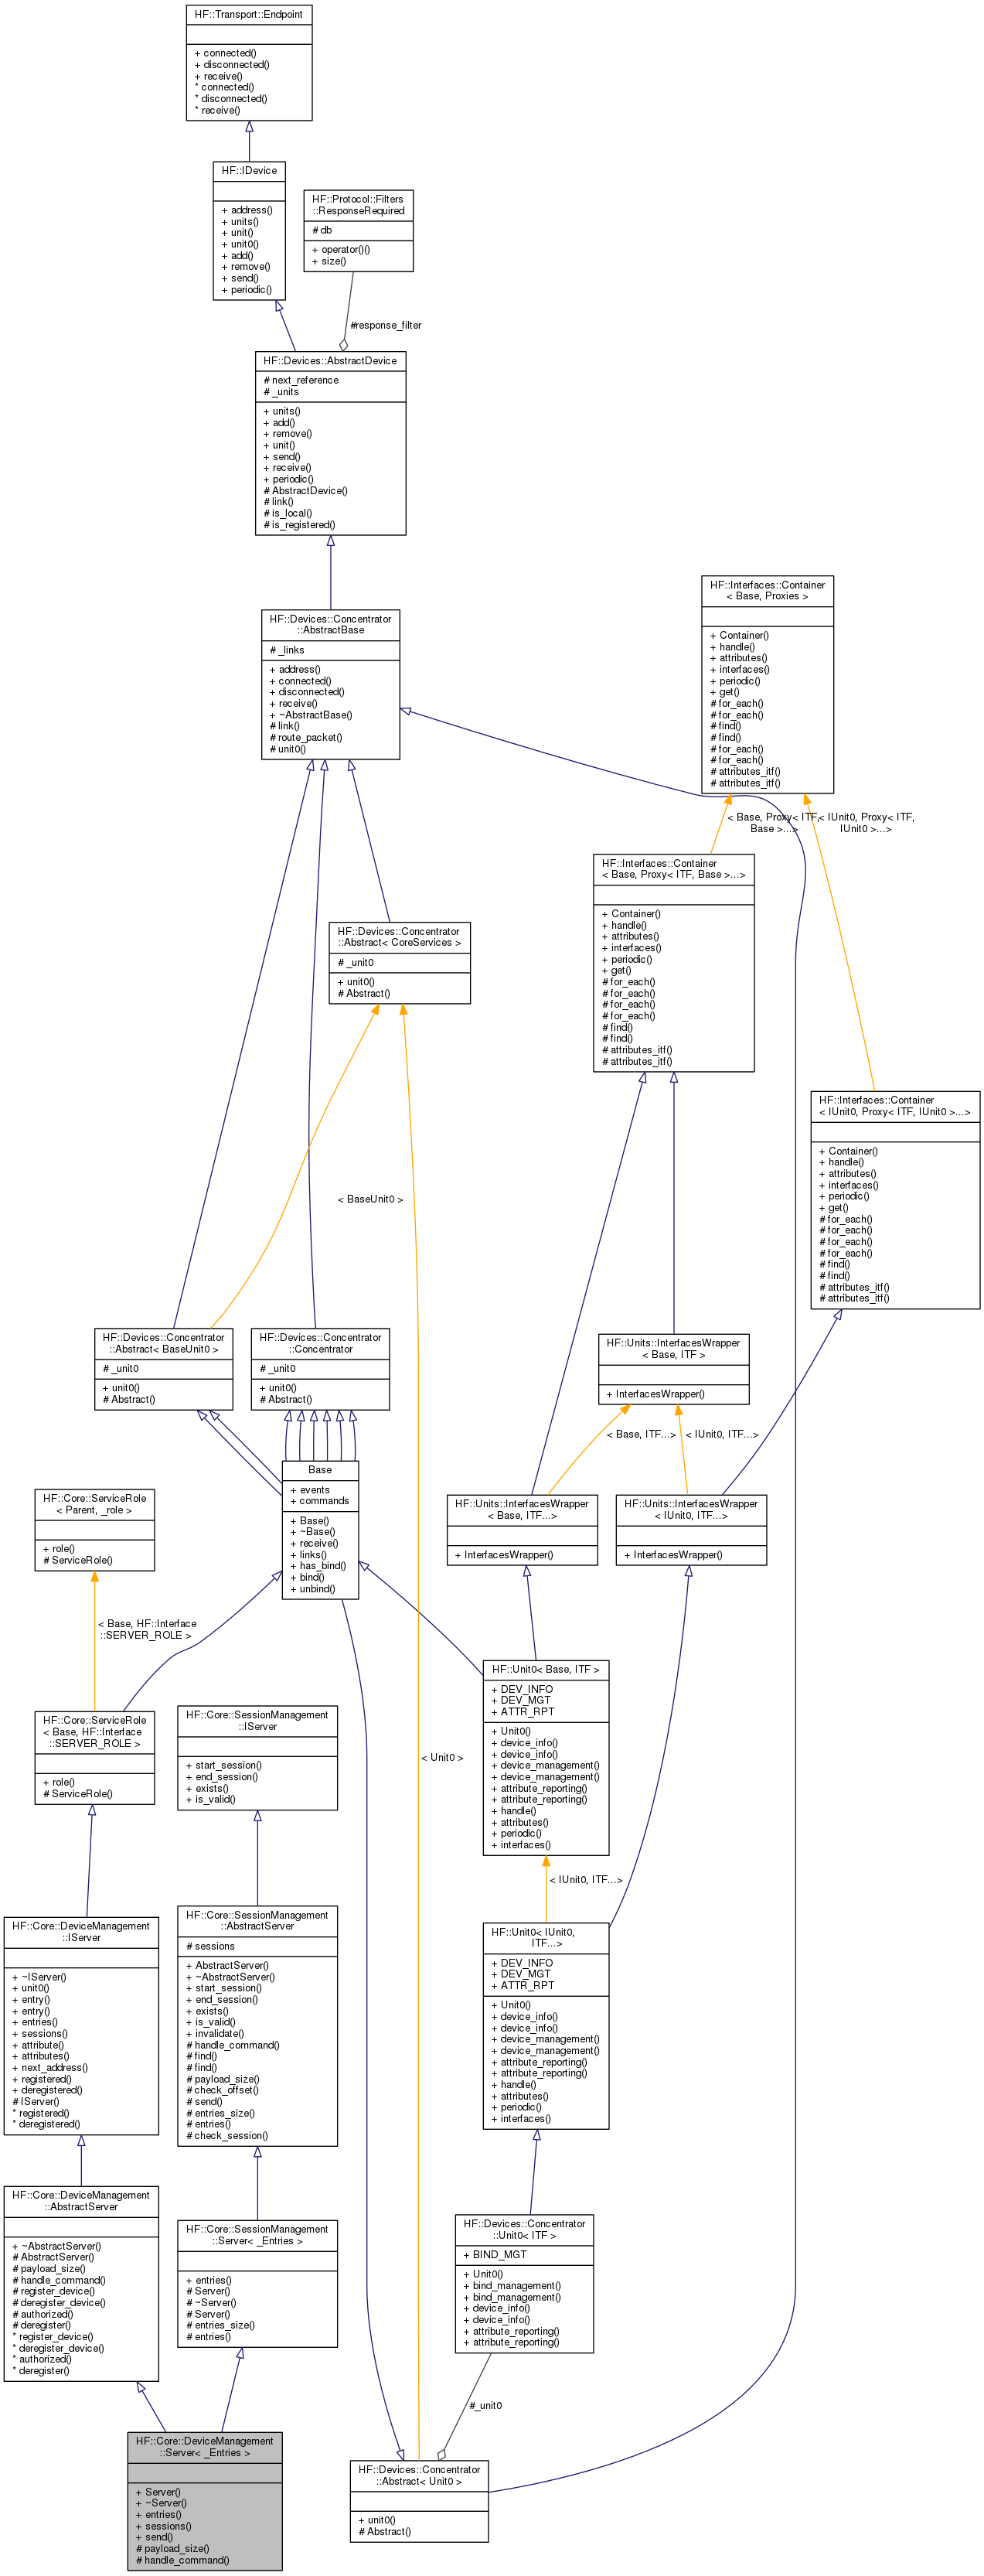 HF::Transport::Endpoint
+ connected()
+ disconnected()
+ receive()
* connected()
* disconnected()
* receive()
HF::IDevice
+ address()
+ units()
+ unit()
+ unit0()
+ add()
+ remove()
+ send()
+ periodic()
HF::Protocol::Filters
::ResponseRequired
# db
+ operator()()
+ size()
#response_filter
HF::Devices::AbstractDevice
# next_reference
# _units
+ units()
+ add()
+ remove()
+ unit()
+ send()
+ receive()
+ periodic()
# AbstractDevice()
# link()
# is_local()
# is_registered()
HF::Devices::Concentrator
::AbstractBase
# _links
+ address()
+ connected()
+ disconnected()
+ receive()
+ ~AbstractBase()
# link()
# route_packet()
# unit0()
HF::Interfaces::Container
< Base, Proxies >
+ Container()
+ handle()
+ attributes()
+ interfaces()
+ periodic()
+ get()
# for_each()
# for_each()
# find()
# find()
# for_each()
# for_each()
# attributes_itf()
# attributes_itf()
< Base, Proxy< ITF,
Base >...>
< IUnit0, Proxy< ITF,
IUnit0 >...>
HF::Interfaces::Container
< Base, Proxy< ITF, Base >...>
+ Container()
+ handle()
+ attributes()
+ interfaces()
+ periodic()
+ get()
# for_each()
# for_each()
# for_each()
# for_each()
# find()
# find()
# attributes_itf()
# attributes_itf()
HF::Devices::Concentrator
::Abstract< CoreServices >
# _unit0
+ unit0()
# Abstract()
HF::Interfaces::Container
< IUnit0, Proxy< ITF, IUnit0 >...>
+ Container()
+ handle()
+ attributes()
+ interfaces()
+ periodic()
+ get()
# for_each()
# for_each()
# for_each()
# for_each()
# find()
# find()
# attributes_itf()
# attributes_itf()
< BaseUnit0 >
HF::Devices::Concentrator
::Abstract< BaseUnit0 >
# _unit0
+ unit0()
# Abstract()
HF::Devices::Concentrator
::Concentrator
# _unit0
+ unit0()
# Abstract()
HF::Units::InterfacesWrapper
< Base, ITF >
+ InterfacesWrapper()
< Base, ITF...>
< IUnit0, ITF...>
Base
+ events
+ commands
+ Base()
+ ~Base()
+ receive()
+ links()
+ has_bind()
+ bind()
+ unbind()
HF::Core::ServiceRole
< Parent, _role >
+ role()
# ServiceRole()
HF::Units::InterfacesWrapper
< Base, ITF...>
+ InterfacesWrapper()
HF::Units::InterfacesWrapper
< IUnit0, ITF...>
+ InterfacesWrapper()
< Base, HF::Interface
::SERVER_ROLE >
HF::Unit0< Base, ITF >
+ DEV_INFO
+ DEV_MGT
+ ATTR_RPT
+ Unit0()
+ device_info()
+ device_info()
+ device_management()
+ device_management()
+ attribute_reporting()
+ attribute_reporting()
+ handle()
+ attributes()
+ periodic()
+ interfaces()
HF::Core::ServiceRole
< Base, HF::Interface
::SERVER_ROLE >
+ role()
# ServiceRole()
HF::Core::SessionManagement
::IServer
+ start_session()
+ end_session()
+ exists()
+ is_valid()
< Unit0 >
< IUnit0, ITF...>
HF::Core::DeviceManagement
::IServer
+ ~IServer()
+ unit0()
+ entry()
+ entry()
+ entries()
+ sessions()
+ attribute()
+ attributes()
+ next_address()
+ registered()
+ deregistered()
# IServer()
* registered()
* deregistered()
HF::Core::SessionManagement
::AbstractServer
# sessions
+ AbstractServer()
+ ~AbstractServer()
+ start_session()
+ end_session()
+ exists()
+ is_valid()
+ invalidate()
# handle_command()
# find()
# find()
# payload_size()
# check_offset()
# send()
# entries_size()
# entries()
# check_session()
HF::Unit0< IUnit0,
ITF...>
+ DEV_INFO
+ DEV_MGT
+ ATTR_RPT
+ Unit0()
+ device_info()
+ device_info()
+ device_management()
+ device_management()
+ attribute_reporting()
+ attribute_reporting()
+ handle()
+ attributes()
+ periodic()
+ interfaces()
HF::Core::DeviceManagement
::AbstractServer
+ ~AbstractServer()
# AbstractServer()
# payload_size()
# handle_command()
# register_device()
# deregister_device()
# authorized()
# deregister()
* register_device()
* deregister_device()
* authorized()
* deregister()
HF::Core::SessionManagement
::Server< _Entries >
+ entries()
# Server()
# ~Server()
# Server()
# entries_size()
# entries()
HF::Devices::Concentrator
::Unit0< ITF >
+ BIND_MGT
+ Unit0()
+ bind_management()
+ bind_management()
+ device_info()
+ device_info()
+ attribute_reporting()
+ attribute_reporting()
#_unit0
HF::Core::DeviceManagement
::Server< _Entries >
+ Server()
+ ~Server()
+ entries()
+ sessions()
+ send()
# payload_size()
# handle_command()
HF::Devices::Concentrator
::Abstract< Unit0 >
+ unit0()
# Abstract()